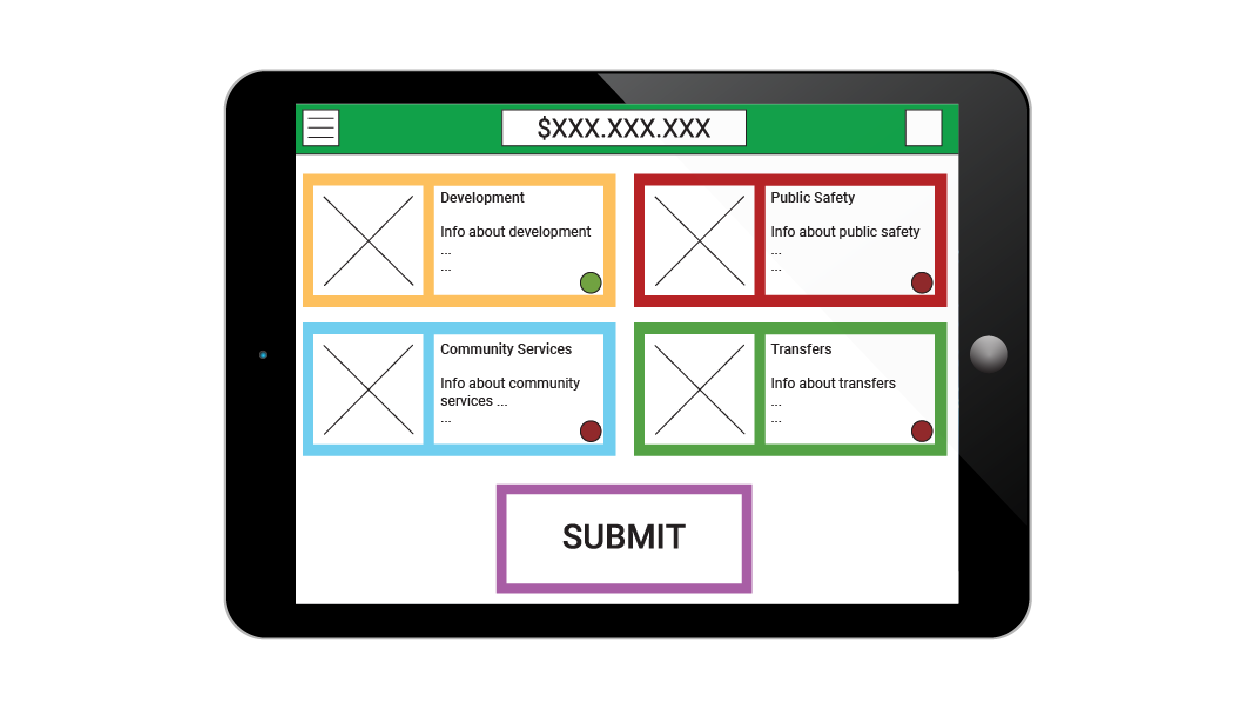 $XXX.XXX.XXX
Development
Info about development
...
...
Public Safety
Info about public safety
...
...
Community Services
Info about community
services ...
...
Transfers
Info about transfers
...
...
SUBMIT